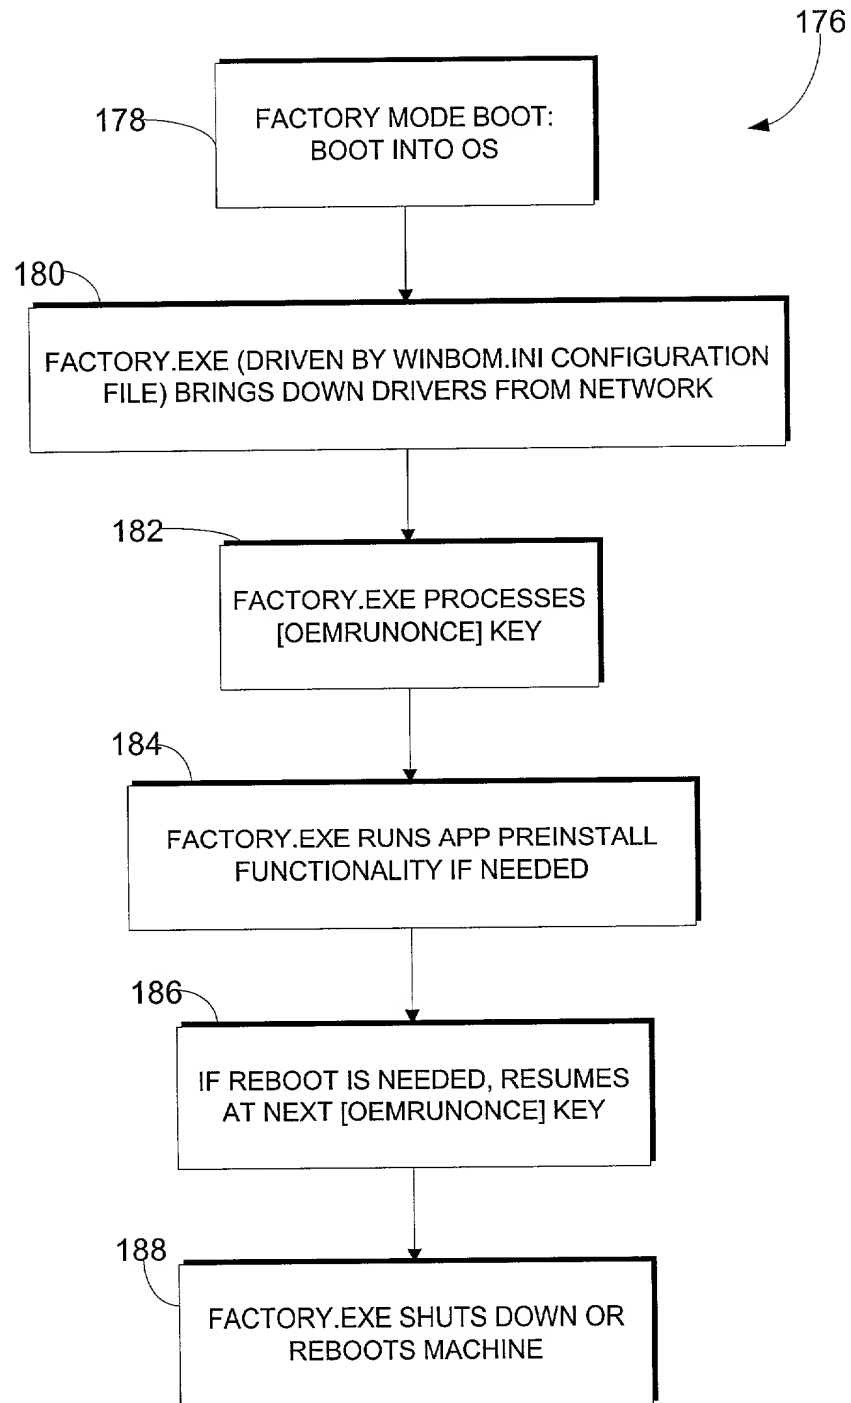 176
178
FACTORY MODE BOOT:
BOOT INTO OS
180
FACTORY.EXE (DRIVEN BY WINBOM.INI CONFIGURATION
FILE) BRINGS DOWN DRIVERS FROM NETWORK
182
FACTORY.EXE PROCESSES
[OEMRUNONCE] KEY
184
FACTORY.EXE RUNS APP PREINSTALL
FUNCTIONALITY IF NEEDED
186
IF REBOOT IS NEEDED, RESUMES
AT NEXT [OEMRUNONCE] KEY
188
FACTORY.EXE SHUTS DOWN OR
REBOOTS MACHINE